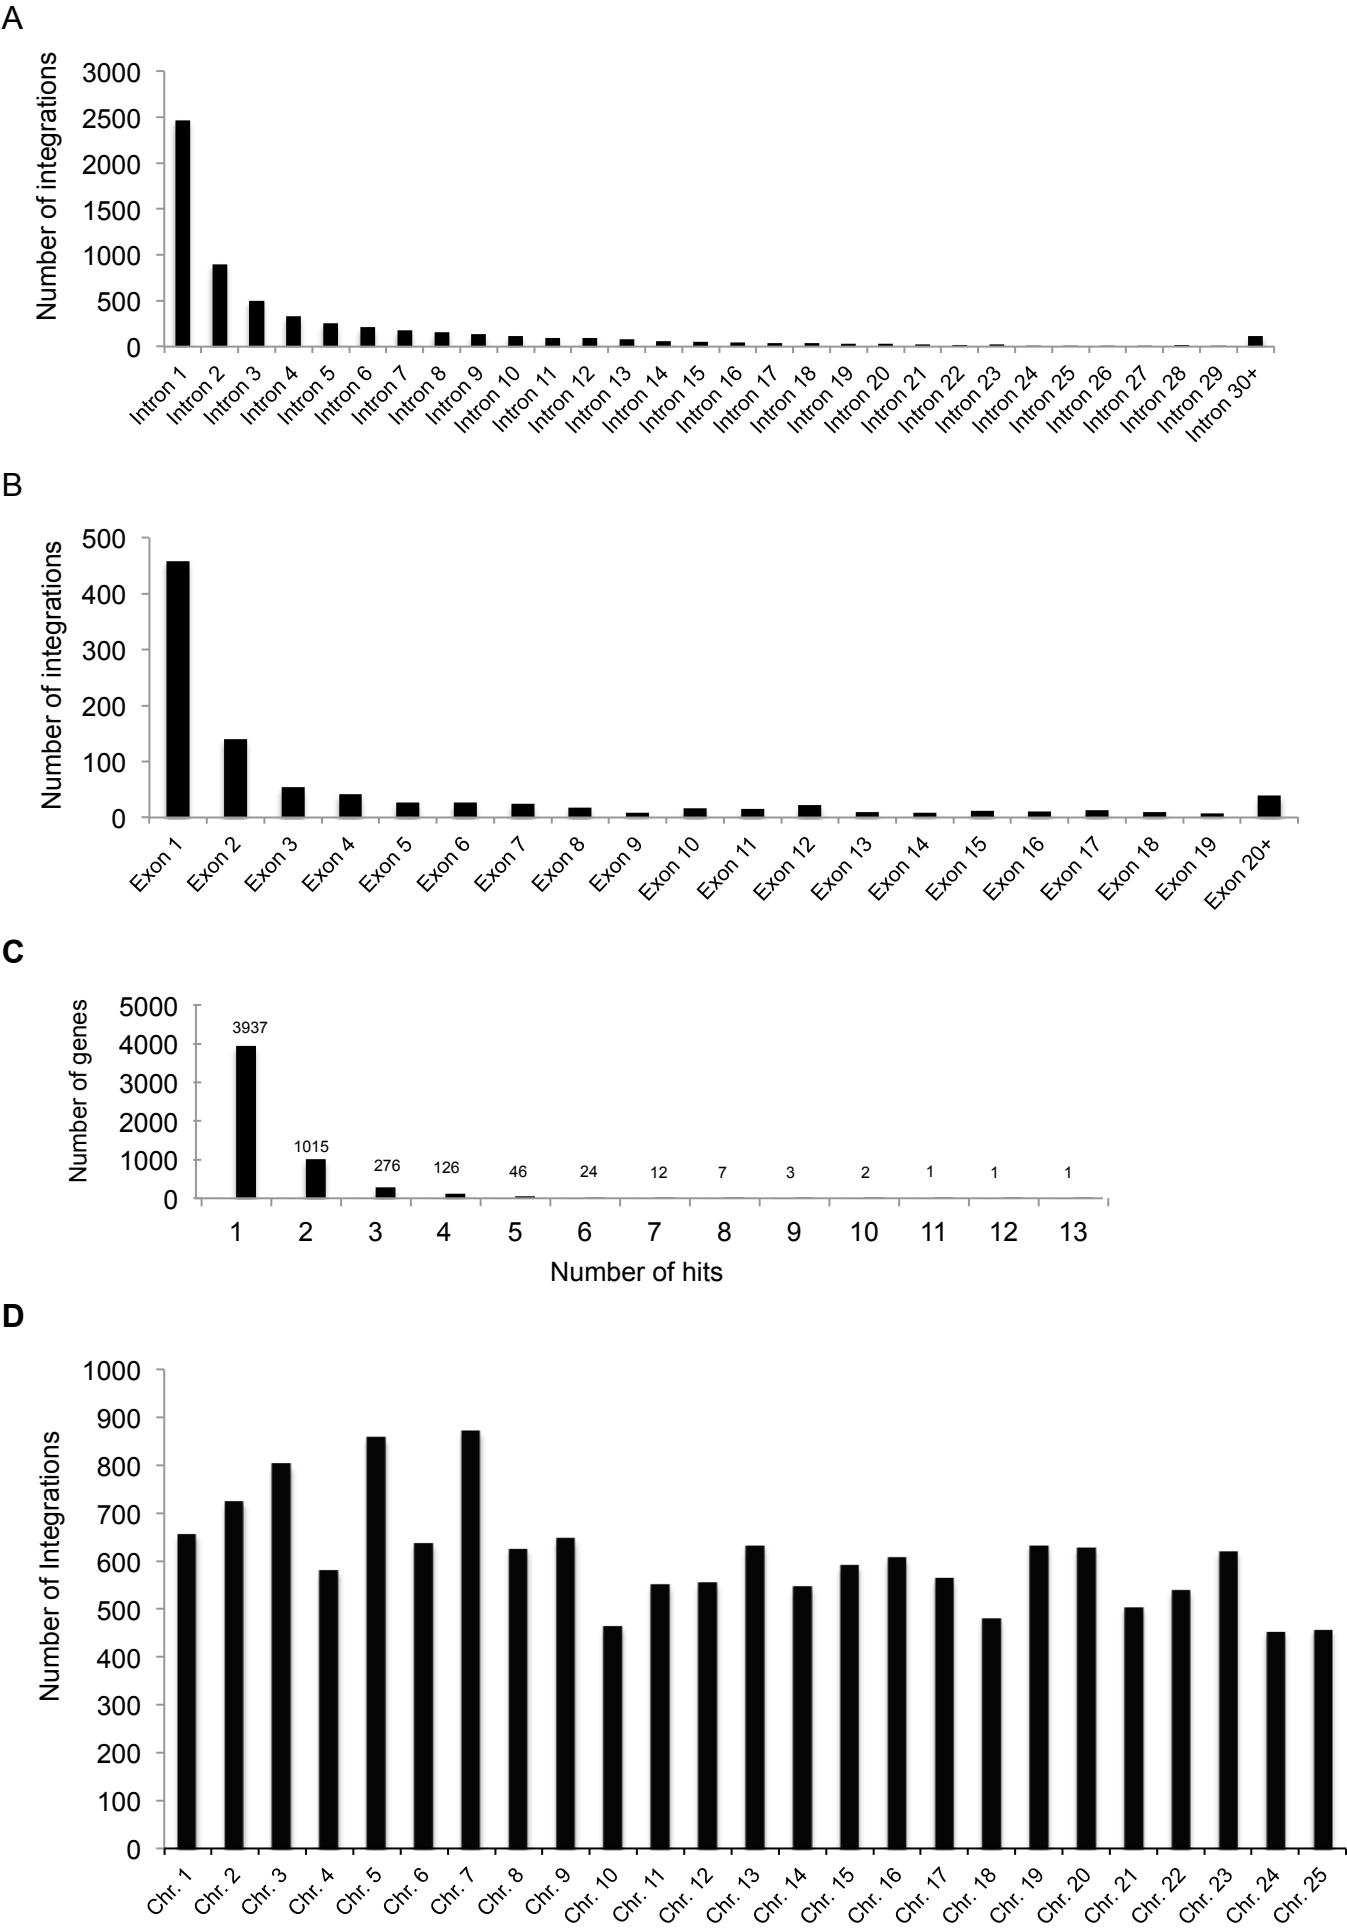 A
Number of integrations
3000
2500
2000
1500
1000
500
0
Intron 1
Intron 2
Intron 3
Intron 4
Intron 5
Intron 6
Intron 7
Intron 8
Intron 9
Intron 10
Intron 11
Intron 12
Intron 13
Intron 14
Intron 15
Intron 16
Intron 17
Intron 18
Intron 19
Intron 20
Intron 21
Intron 22
Intron 23
Intron 24
Intron 25
Intron 26
Intron 27
Intron 28
Intron 29
Intron 30+
B
Number of integrations
500
400
300
200
100
0
Exon 1
Exon 2
Exon 3
Exon 4
Exon 5
Exon 6
Exon 7
Exon 8
Exon 9
Exon 10
Exon 11
Exon 12
Exon 13
Exon 14
Exon 15
Exon 16
Exon 17
Exon 18
Exon 19
Exon 20+
C
Number of genes
5000
4000
3000
2000
1000
0
3937
1015
276
126
46
24
12
7
3
2
1
1
1
1 2 3 4 5 6 7 8 9 10 11 12 13
Number of hits
D
Number of Integrations
1000
900
800
700
600
500
400
300
200
100
0
Chr. 1
Chr. 2
Chr. 3
Chr. 4
Chr. 5
Chr. 6
Chr. 7
Chr. 8
Chr. 9
Chr. 10
Chr. 11
Chr. 12
Chr. 13
Chr. 14
Chr. 15
Chr. 16
Chr. 17
Chr. 18
Chr. 19
Chr. 20
Chr. 21
Chr. 22
Chr. 23
Chr. 24
Chr. 25